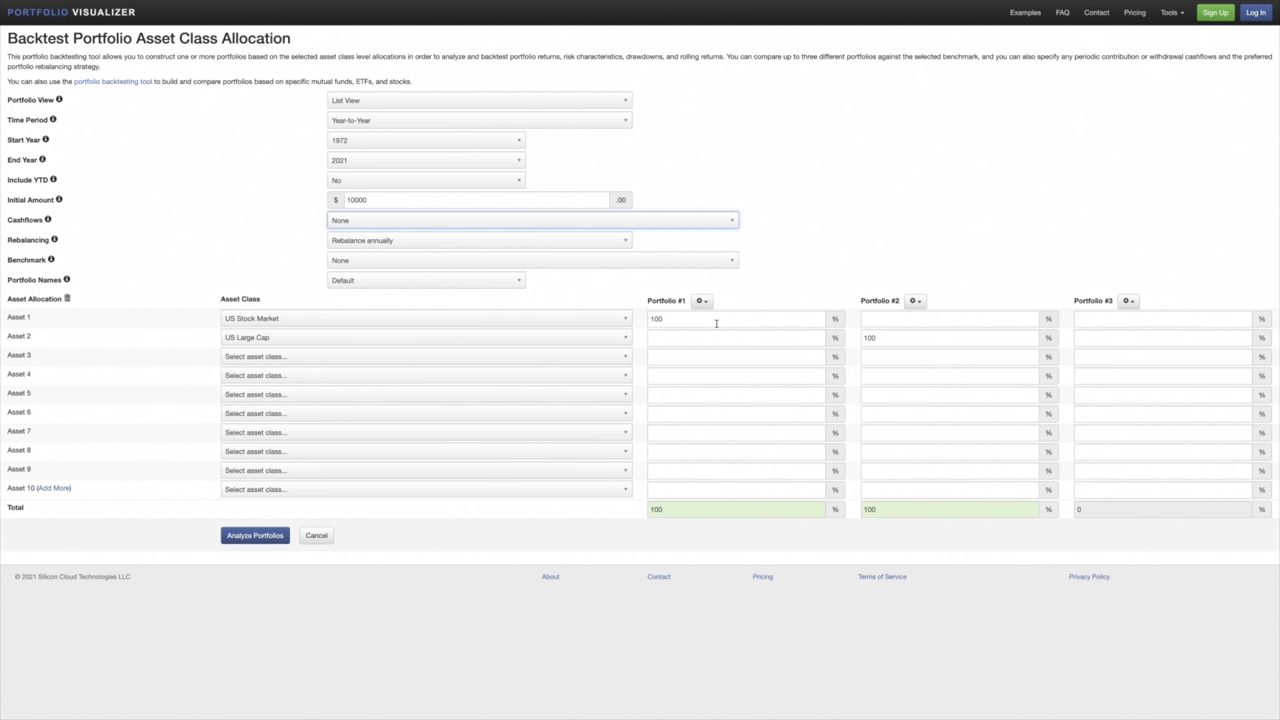 PORTFOLIO VISUALIZER
Examples FAQ Contact Pricing Tools Sign Up Log In
Backtest Portfolio Asset Class Allocation
This portfolio backtesting tool allows you to construct one or more portfolios based on the selected asset class level allocations in order to analyze and backtest portfolio returns, risk characteristics, drawdowns, and rolling returns. You can compare up to three different portfolios against the selected benchmark, and you can also specify any periodic contribution or withdrawal cashflows and the preferred
portfolio rebalancing strategy.
You can also use the portfolio backtesting tool to build and compare portfolios based on specific mutual funds, ETFs, and stocks.
Portfolio View List View
Time Period Year-to-Year
Start Year 1972
End Year 2021
Include YTD No
Initial Amount $ 10000 .00
Cashflows None
Rebalancing Rebalance annually
Benchmark None
Portfolio Names Default
Asset Allocation Asset Class Portfolio #1 Portfolio #2 Portfolio #3
Asset 1 US Stock Market 100 % % %
Asset 2 US Large Cap % 100 % %
Asset 3 Select asset class... % % %
Asset 4 Select asset class... % % %
Asset 5 Select asset class... % % %
Asset 6 Select asset class... % % %
Asset 7 Select asset class... % % %
Asset 8 Select asset class... % % %
Asset 9 Select asset class... % % %
Asset 10 (Add More) Select asset class... % % %
Total 100 % 100 % 0 %
Analyze Portfolios Cancel
© 2021 Silicon Cloud Technologies LLC About Contact Pricing Terms of Service Privacy Policy